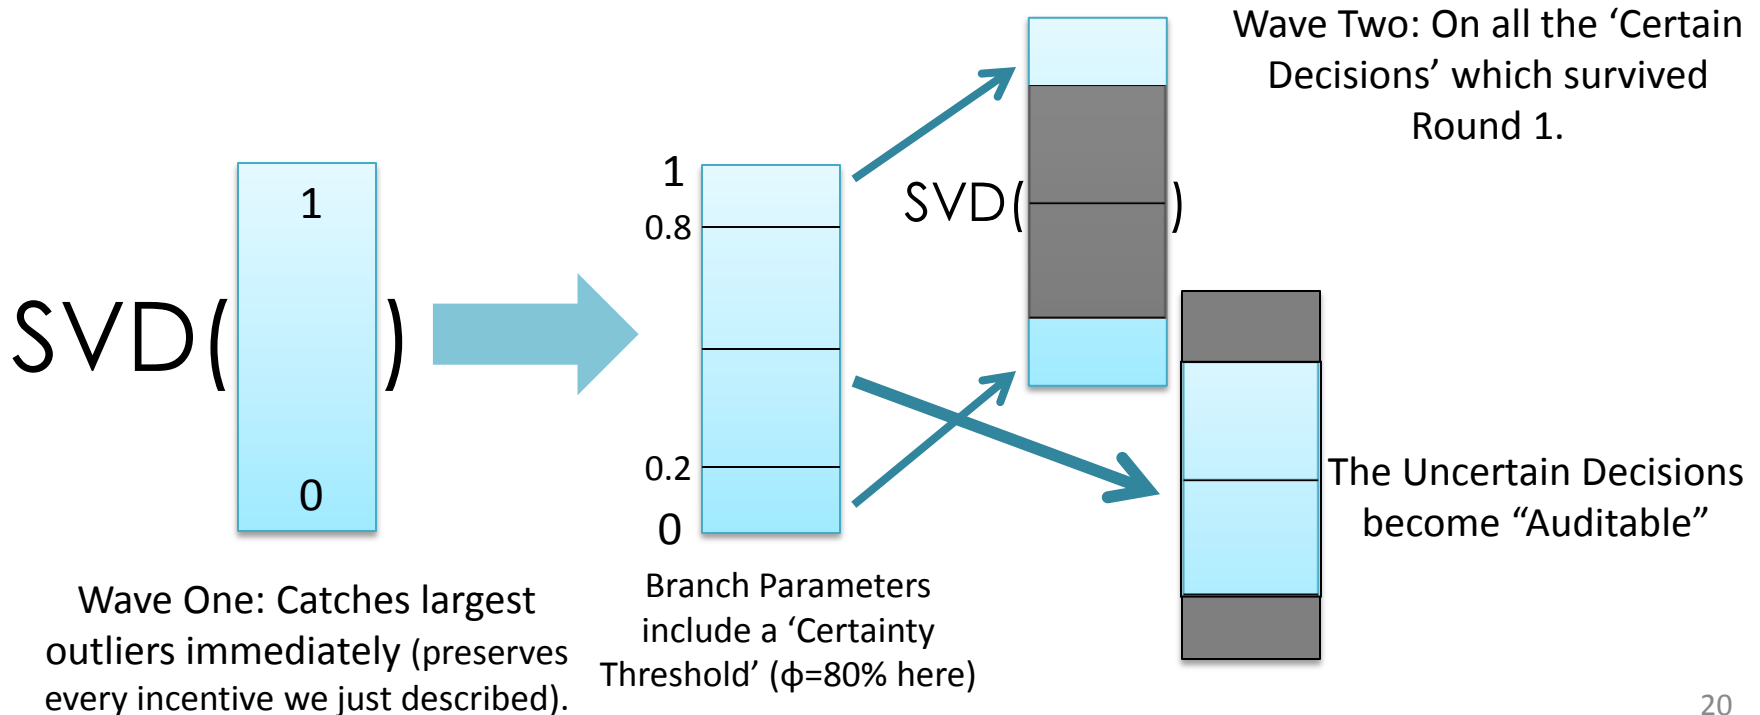 Wave Two: On all the ‘Certain
Decisions’ which survived
Round 1.
SVD(
1
0
)
1
0.8
0.2
0
SVD(
)
The Uncertain Decisions
become “Auditable”
Wave One: Catches largest
outliers immediately (preserves
every incentive we just described).
Branch Parameters
include a ‘Certainty
Threshold’ (ϕ=80% here)
20